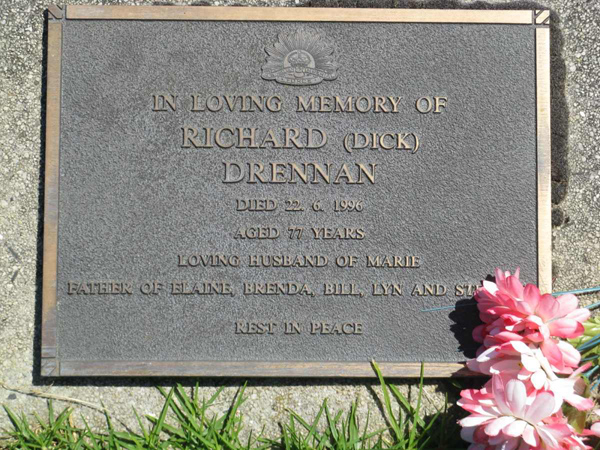 IN LOVING MEMORY OF
RICHARD (DICK)
DRENNAN
DIED 22. 6. 1996
AGED 77 YEARS
LOVING HUSBAND OF MARIE
FATHER OF ELAINE, BRENDA, BILL, LYN AND
REST IN PEACE